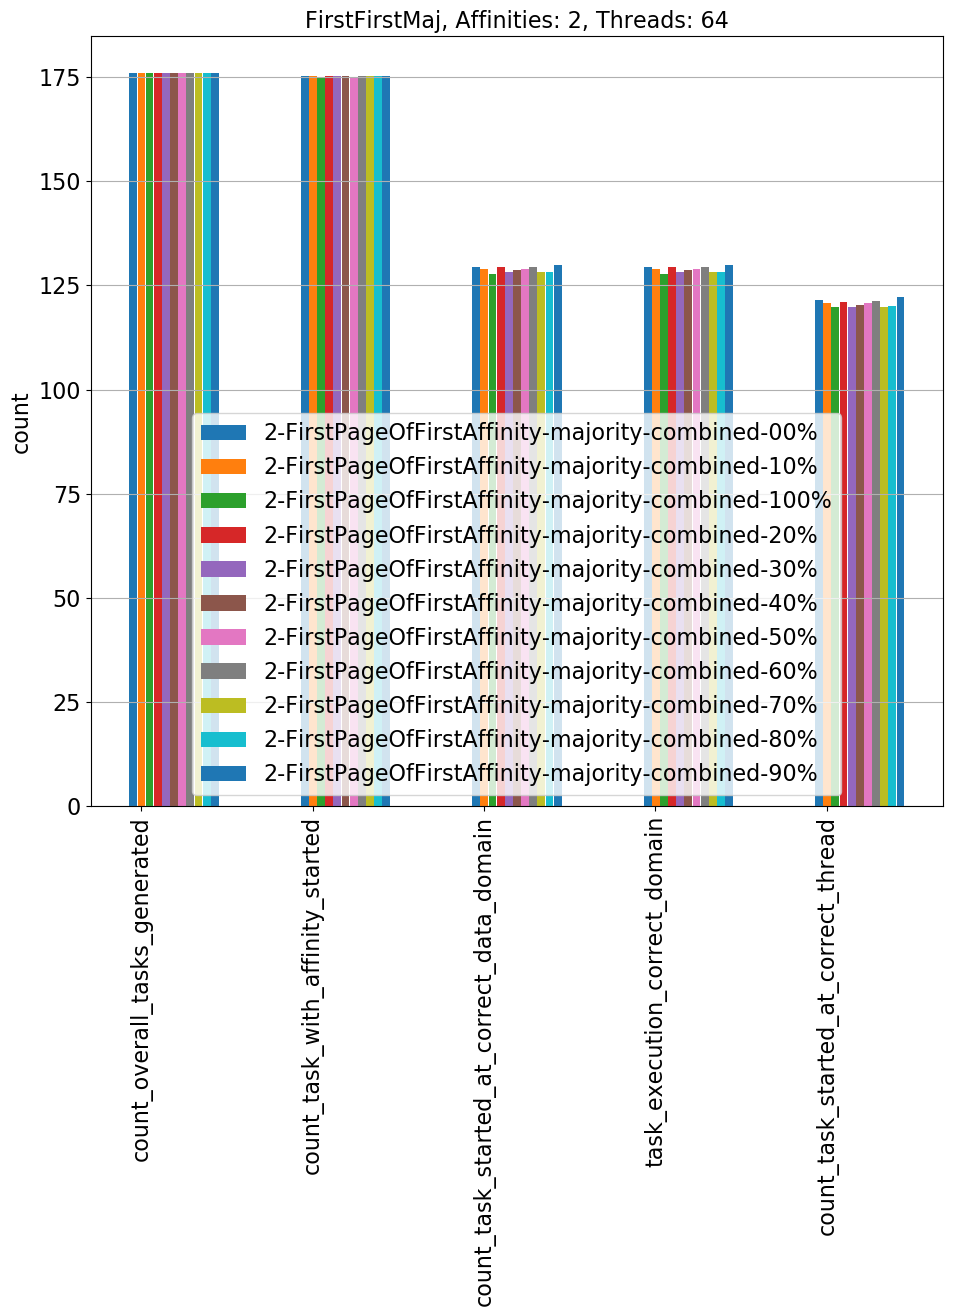 FirstFirstMaj, Affinities: 2, Threads: 64
175
150
125
100
75
50
25
0
count
2-FirstPageOfFirstAffinity-majority-combined-00%
2-FirstPageOfFirstAffinity-majority-combined-10%
2-FirstPageOfFirstAffinity-majority-combined-100%
2-FirstPageOfFirstAffinity-majority-combined-20%
2-FirstPageOfFirstAffinity-majority-combined-30%
2-FirstPageOfFirstAffinity-majority-combined-40%
2-FirstPageOfFirstAffinity-majority-combined-50%
2-FirstPageOfFirstAffinity-majority-combined-60%
2-FirstPageOfFirstAffinity-majority-combined-70%
2-FirstPageOfFirstAffinity-majority-combined-80%
2-FirstPageOfFirstAffinity-majority-combined-90%
count_overall_tasks_generated
count_task_with_affinity_started
count_task_started_at_correct_data_domain
task_execution_correct_domain
count_task_started_at_correct_thread